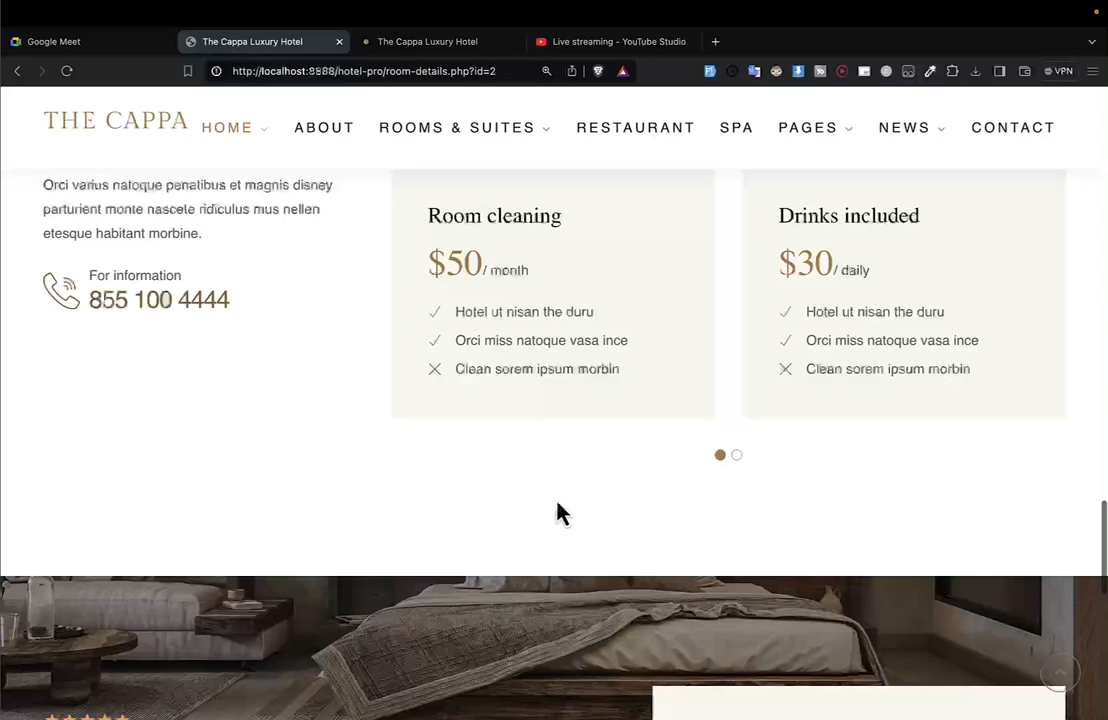 Google Meet
The Cappa Luxury Hotel
The Cappa Luxury Hotel
Live streaming - YouTube Studio
http://localhost:8888/hotel-pro/room-details.php?id=2
VPN
THE CAPPA
HOME
ABOUT
ROOMS & SUITES
RESTAURANT
SPA
PAGES
NEWS
CONTACT
Orci varius natoque penatibus et magnis disney
parturient monte nascete ridiculus mus nellen
etesque habitant morbine.
For information
855 100 4444
Room cleaning
$50/ month
Hotel ut nisan the duru
Orci miss natoque vasa ince
Clean sorem ipsum morbin
Drinks included
$30/ daily
Hotel ut nisan the duru
Orci miss natoque vasa ince
Clean sorem ipsum morbin